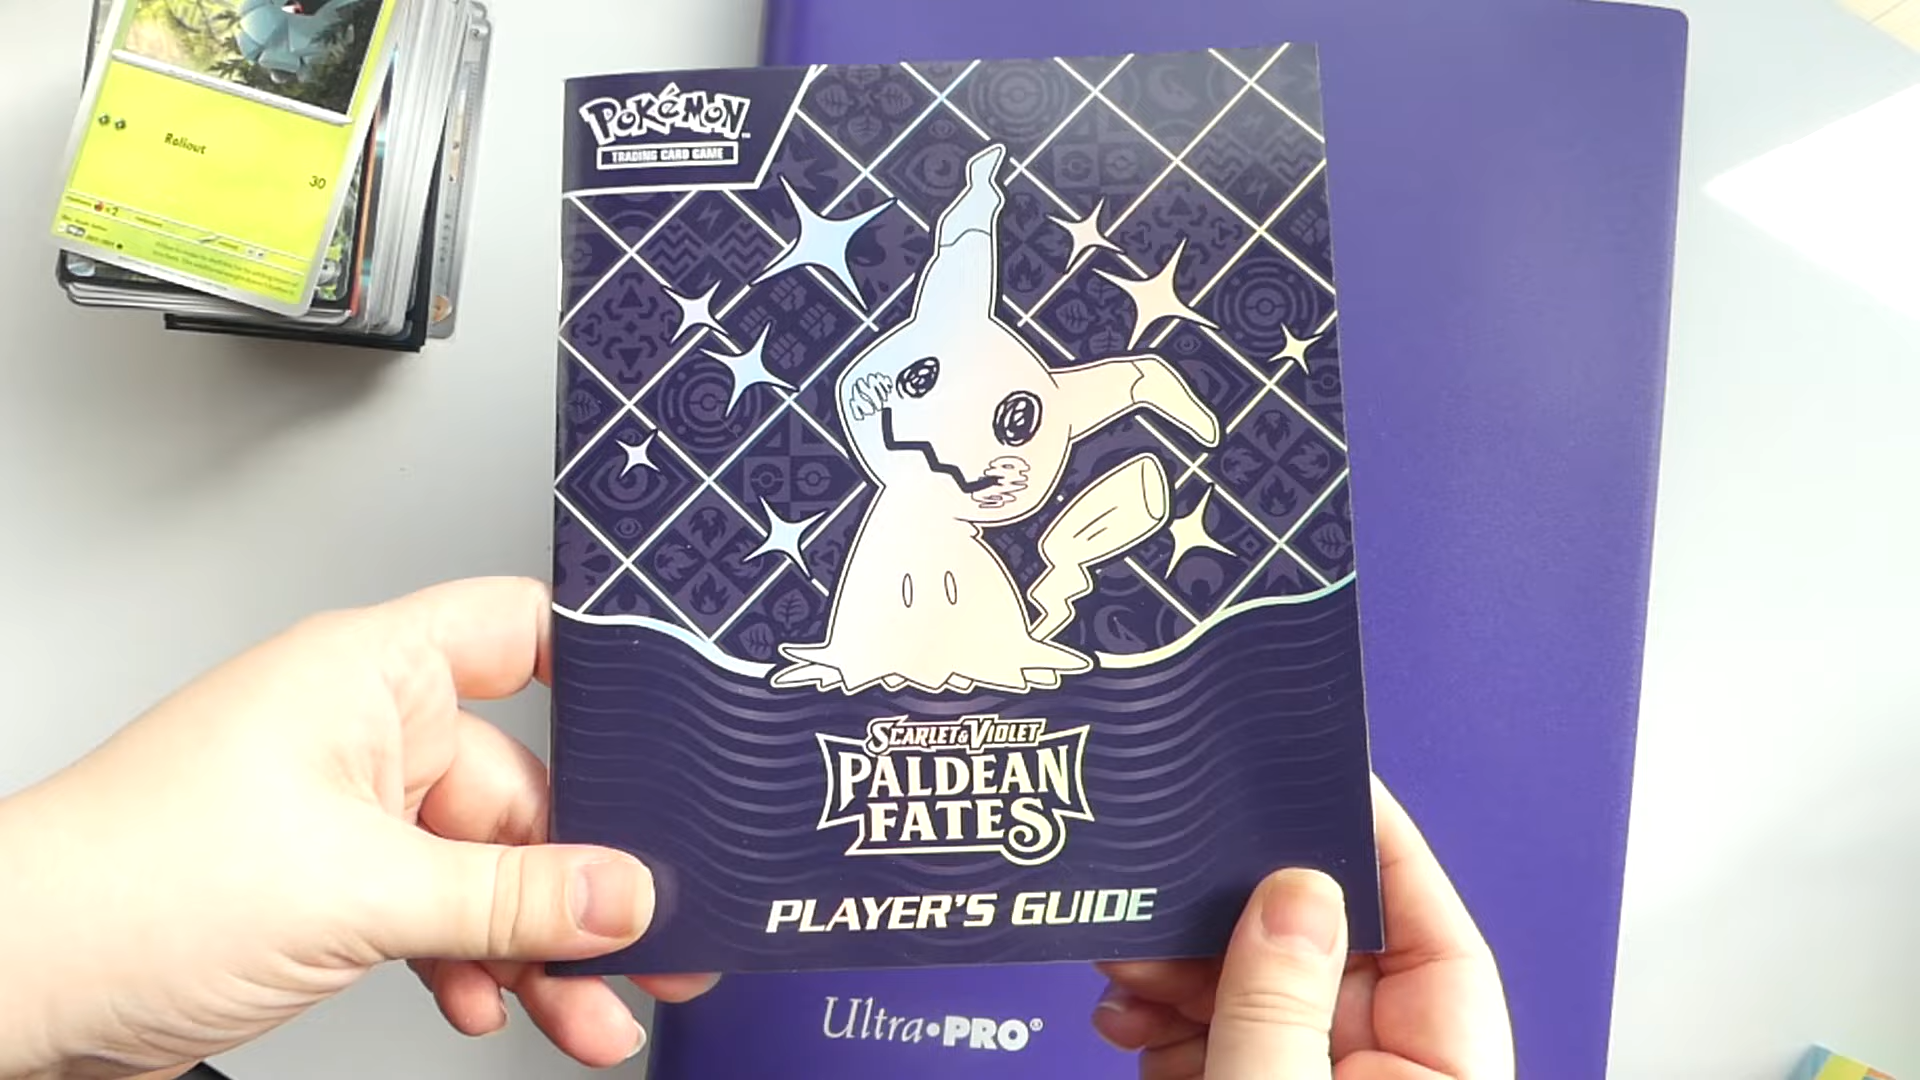 Rollout
30
POKéMON
TRADING CARD GAME
SCARLET & VIOLET
PALDEAN
FATES
PLAYER'S GUIDE
Ultra•PRO®